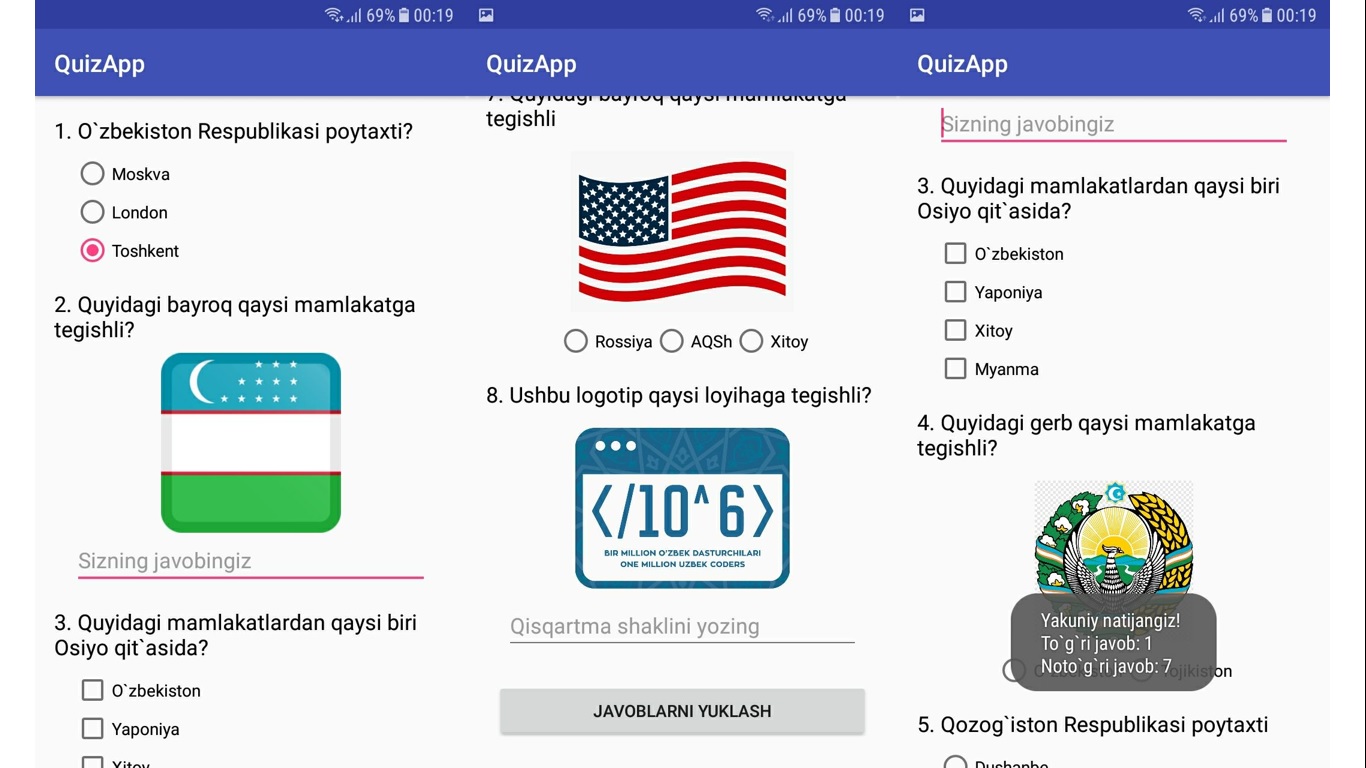 69% 00:19
QuizApp
1. O`zbekiston Respublikasi poytaxti?
Moskva
London
Toshkent
2. Quyidagi bayroq qaysi mamlakatga
tegishli?
Sizning javobingiz
3. Quyidagi mamlakatlardan qaysi biri
Osiyo qit`asida?
O`zbekiston
Yaponiya
Xitoy
69% 00:19
QuizApp
7. Quyidagi bayroq qaysi mamlakatga
tegishli
Rossiya
AQSh
Xitoy
8. Ushbu logotip qaysi loyihaga tegishli?
</10^6>
BIR MILLION O'ZBEK DASTURCHILARI
ONE MILLION UZBEK CODERS
Qisqartma shaklini yozing
JAVOBLARNI YUKLASH
69% 00:19
QuizApp
Sizning javobingiz
3. Quyidagi mamlakatlardan qaysi biri
Osiyo qit`asida?
O`zbekiston
Yaponiya
Xitoy
Myanma
4. Quyidagi gerb qaysi mamlakatga
tegishli?
Yakuniy natijangiz!
To`g`ri javob: 1
Noto`g`ri javob: 7
O`zbekiston
Tojikiston
5. Qozog`iston Respublikasi poytaxti
Dushanbe